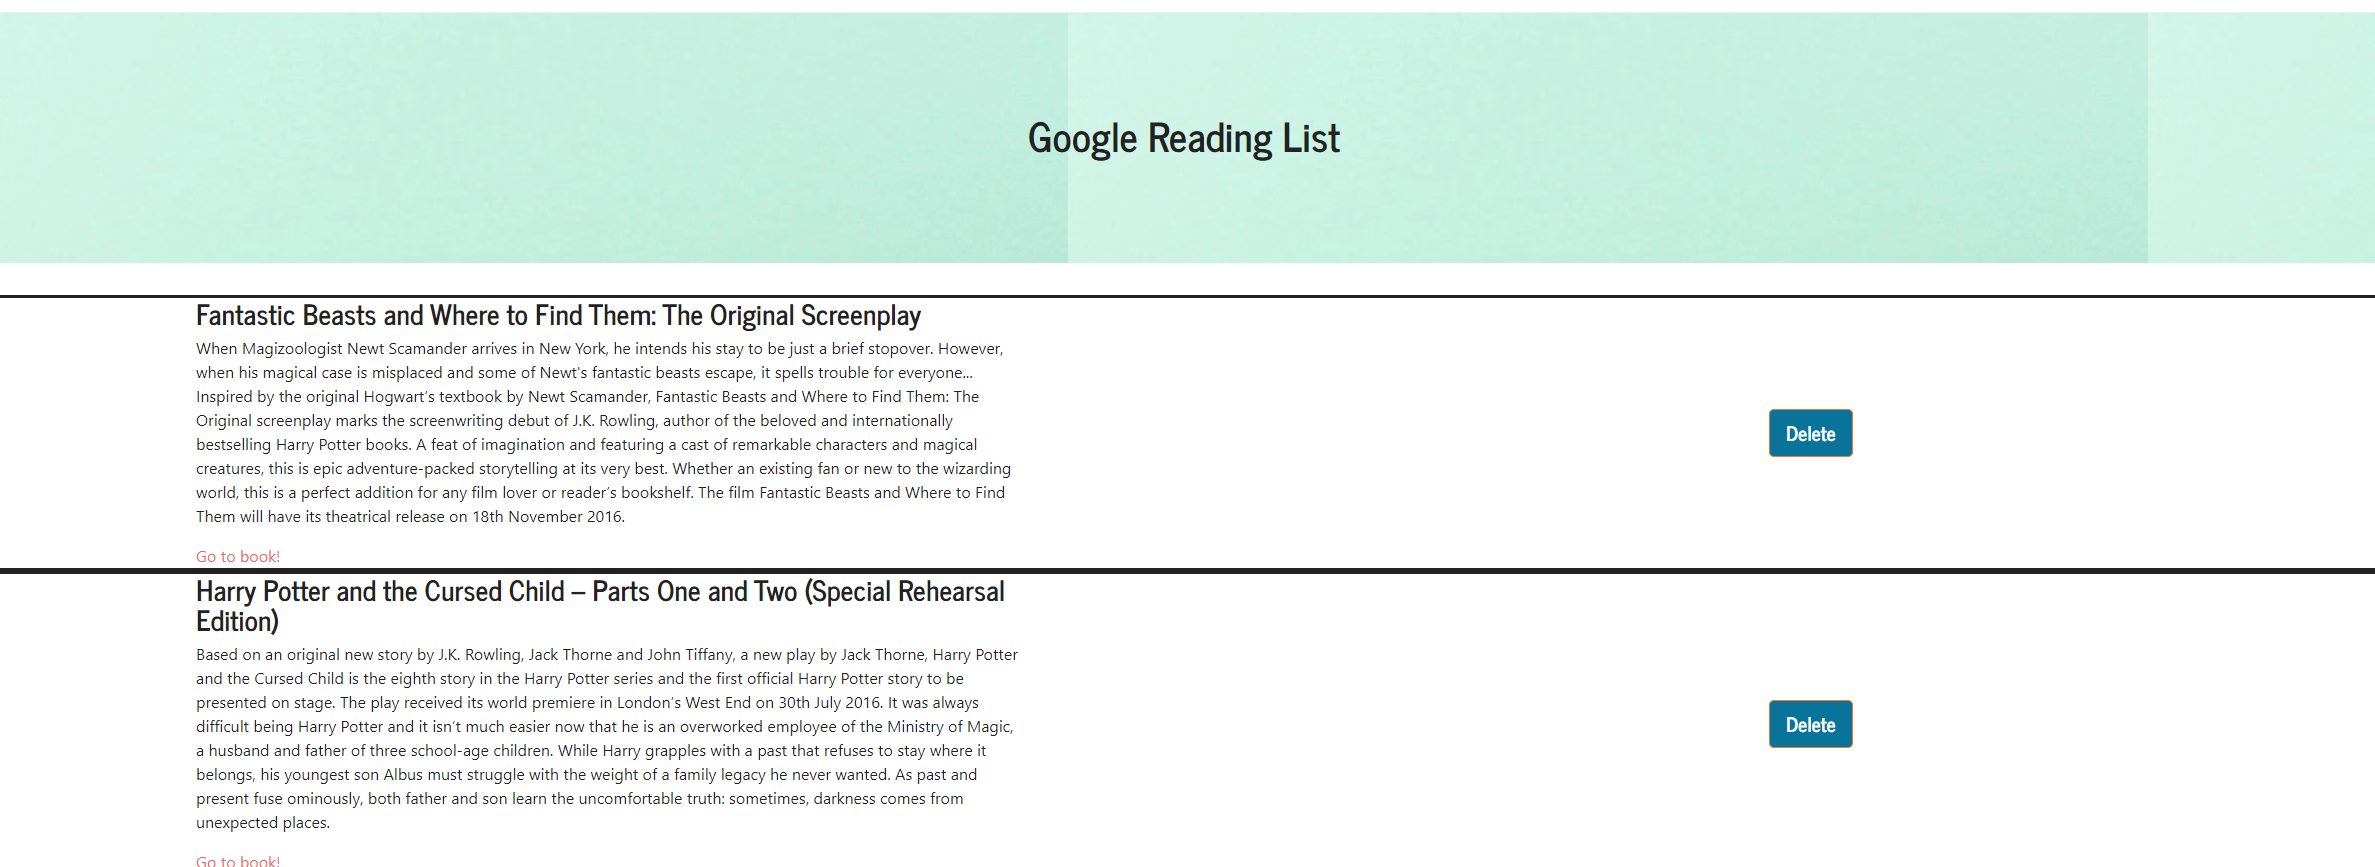 Google Reading List
Fantastic Beasts and Where to Find Them: The Original Screenplay
When Magizoologist Newt Scamander arrives in New York, he intends his stay to be just a brief stopover. However,
when his magical case is misplaced and some of Newt's fantastic beasts escape, it spells trouble for everyone…
Inspired by the original Hogwart's textbook by Newt Scamander, Fantastic Beasts and Where to Find Them: The
Original screenplay marks the screenwriting debut of J.K. Rowling, author of the beloved and internationally
bestselling Harry Potter books. A feat of imagination and featuring a cast of remarkable characters and magical
creatures, this is epic adventure-packed storytelling at its very best. Whether an existing fan or new to the wizarding
world, this is a perfect addition for any film lover or reader's bookshelf. The film Fantastic Beasts and Where to Find
Them will have its theatrical release on 18th November 2016.
Delete
Go to book!
Harry Potter and the Cursed Child – Parts One and Two (Special Rehearsal
Edition)
Based on an original new story by J.K. Rowling, Jack Thorne and John Tiffany, a new play by Jack Thorne, Harry Potter
and the Cursed Child is the eighth story in the Harry Potter series and the first official Harry Potter story to be
presented on stage. The play received its world premiere in London's West End on 30th July 2016. It was always
difficult being Harry Potter and it isn't much easier now that he is an overworked employee of the Ministry of Magic,
a husband and father of three school-age children. While Harry grapples with a past that refuses to stay where it
belongs, his youngest son Albus must struggle with the weight of a family legacy he never wanted. As past and
present fuse ominously, both father and son learn the uncomfortable truth: sometimes, darkness comes from
unexpected places.
Delete
Go to book!